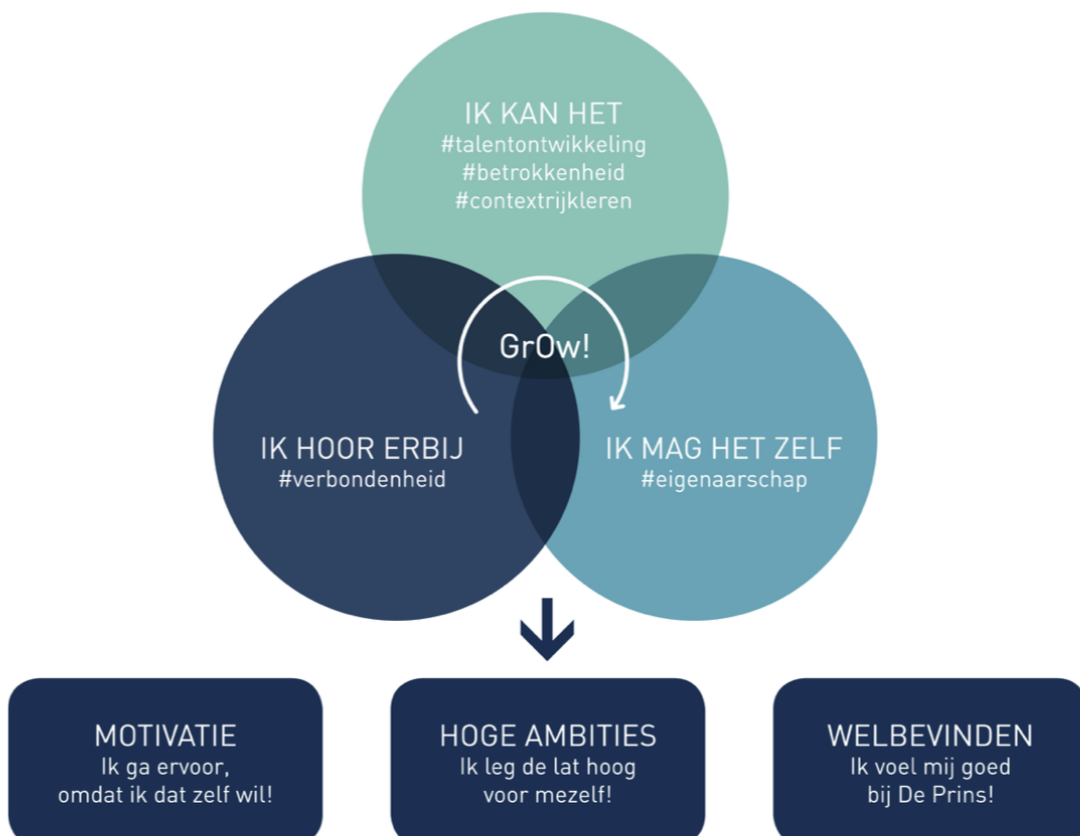 IK KAN HET
#talentontwikkeling
#betrokkenheid
#contextrijkleren
GrOw!
IK HOOR ERBIJ
#verbondenheid
IK MAG HET ZELF
#eigenaarschap
MOTIVATIE
Ik ga ervoor,
omdat ik dat zelf wil!
HOGE AMBITIES
Ik leg de lat hoog
voor mezelf!
WELBEVINDEN
Ik voel mij goed
bij De Prins!